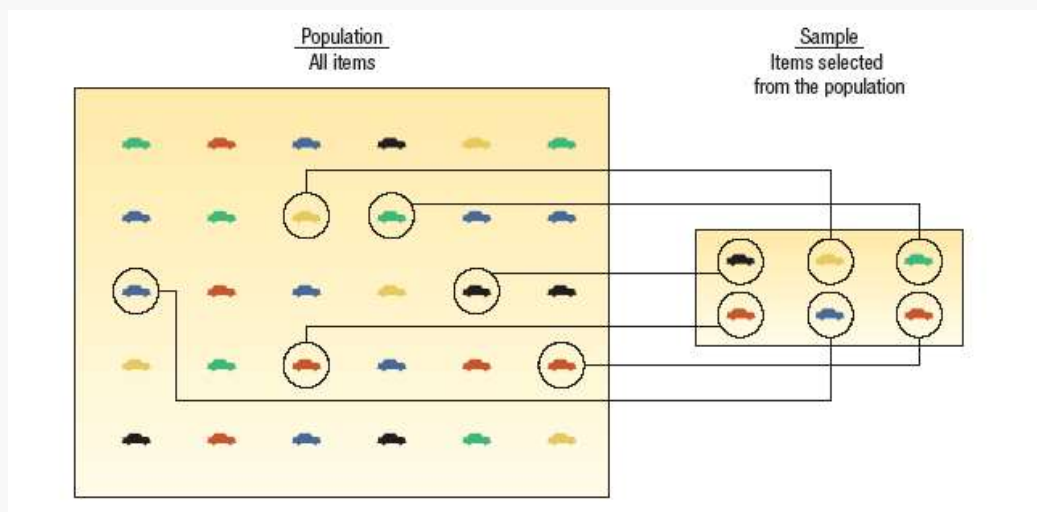 Population
All items
Sample
Items selected
from the population